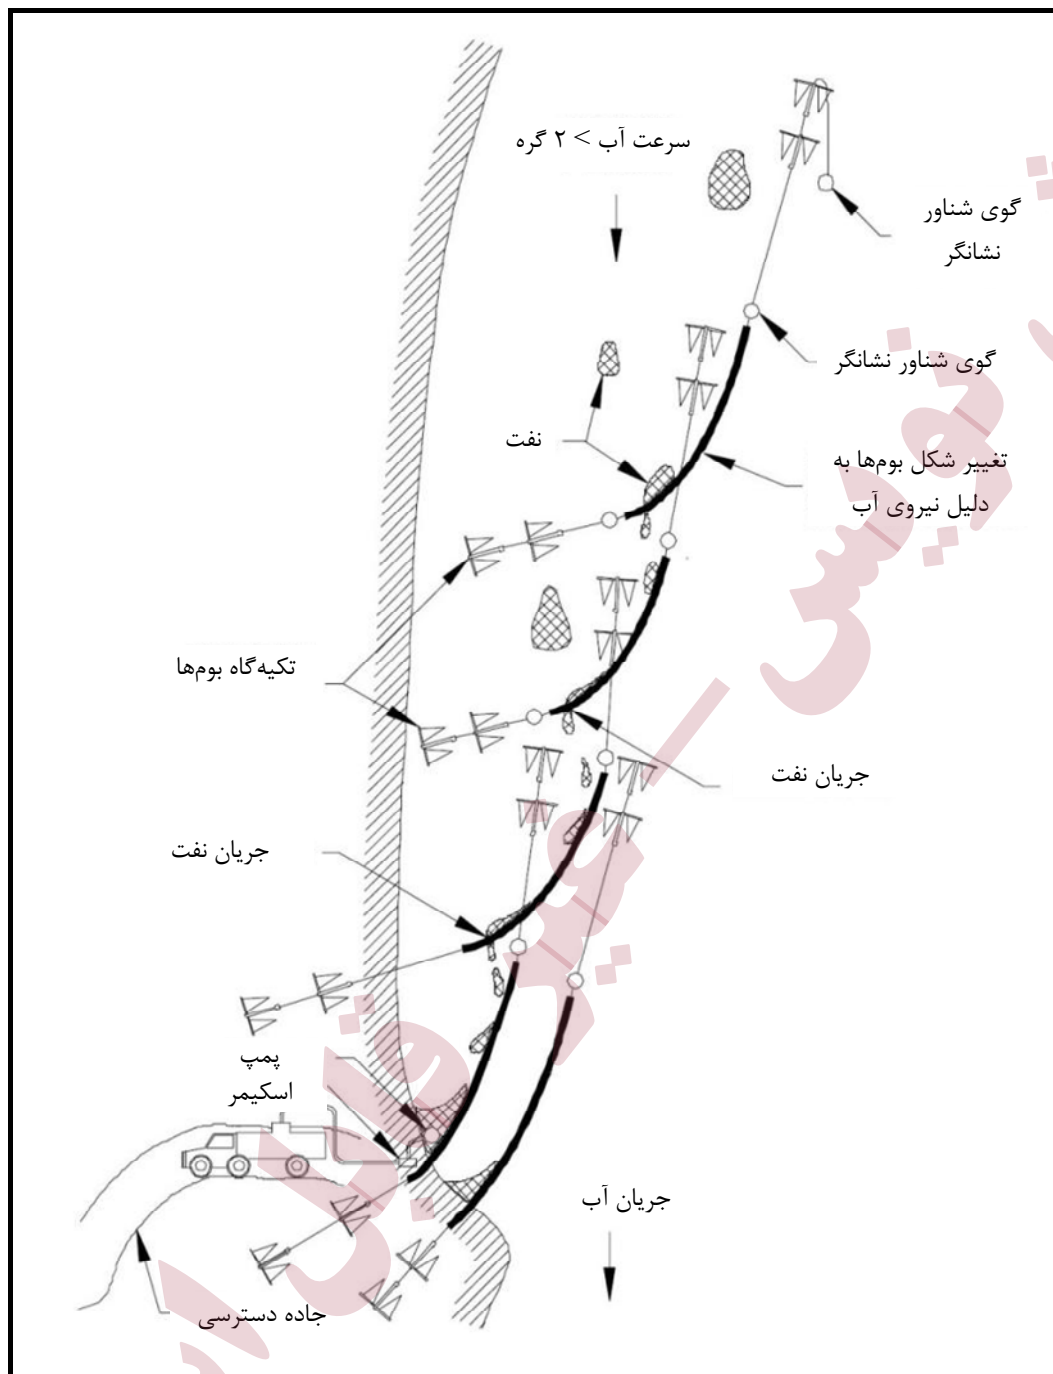 سرعت آب > ۲ گره
گوی شناور
نشانگر
گوی شناور نشانگر
نفت
تغییر شکل بوم‌ها به
دلیل نیروی آب
تکیه‌گاه بوم‌ها
جریان نفت
جریان نفت
پمپ
اسکیمر
جریان آب
جاده دسترسی